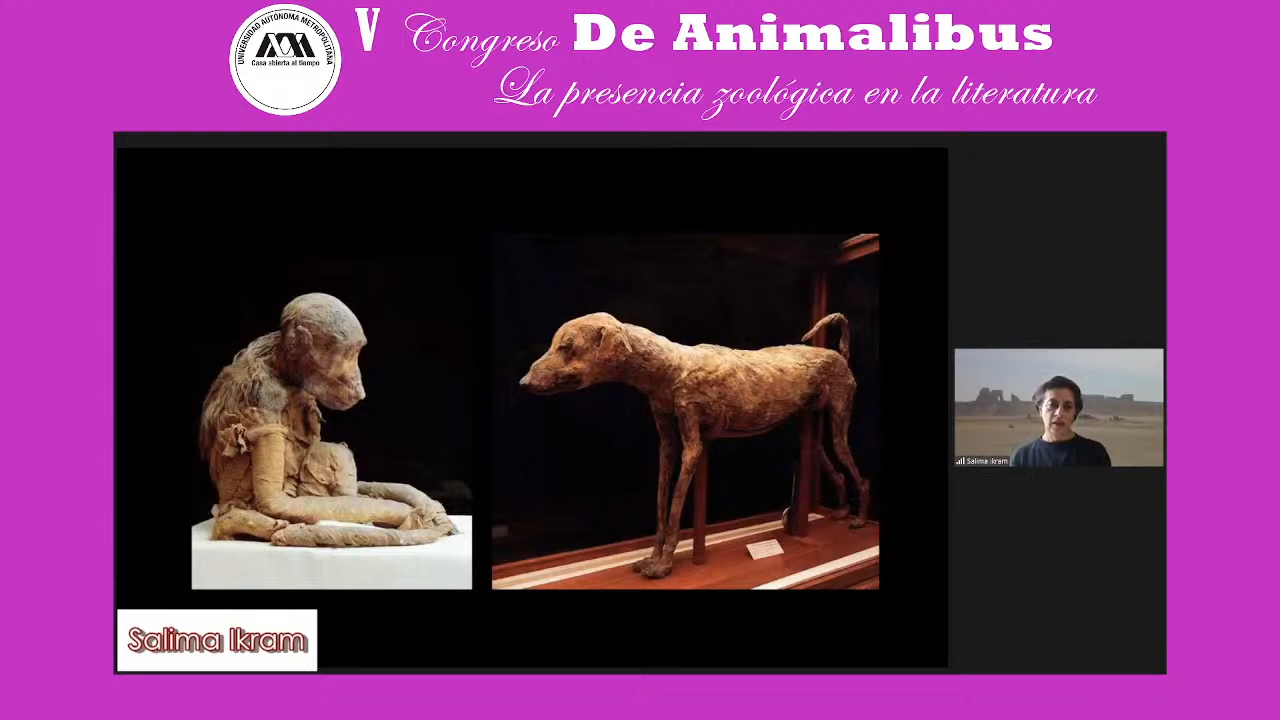 UNIVERSIDAD AUTÓNOMA METROPOLITANA
Casa abierta al tiempo
V Congreso De Animalibus
La presencia zoológica en la literatura
Salima Ikram
Salima Ikram